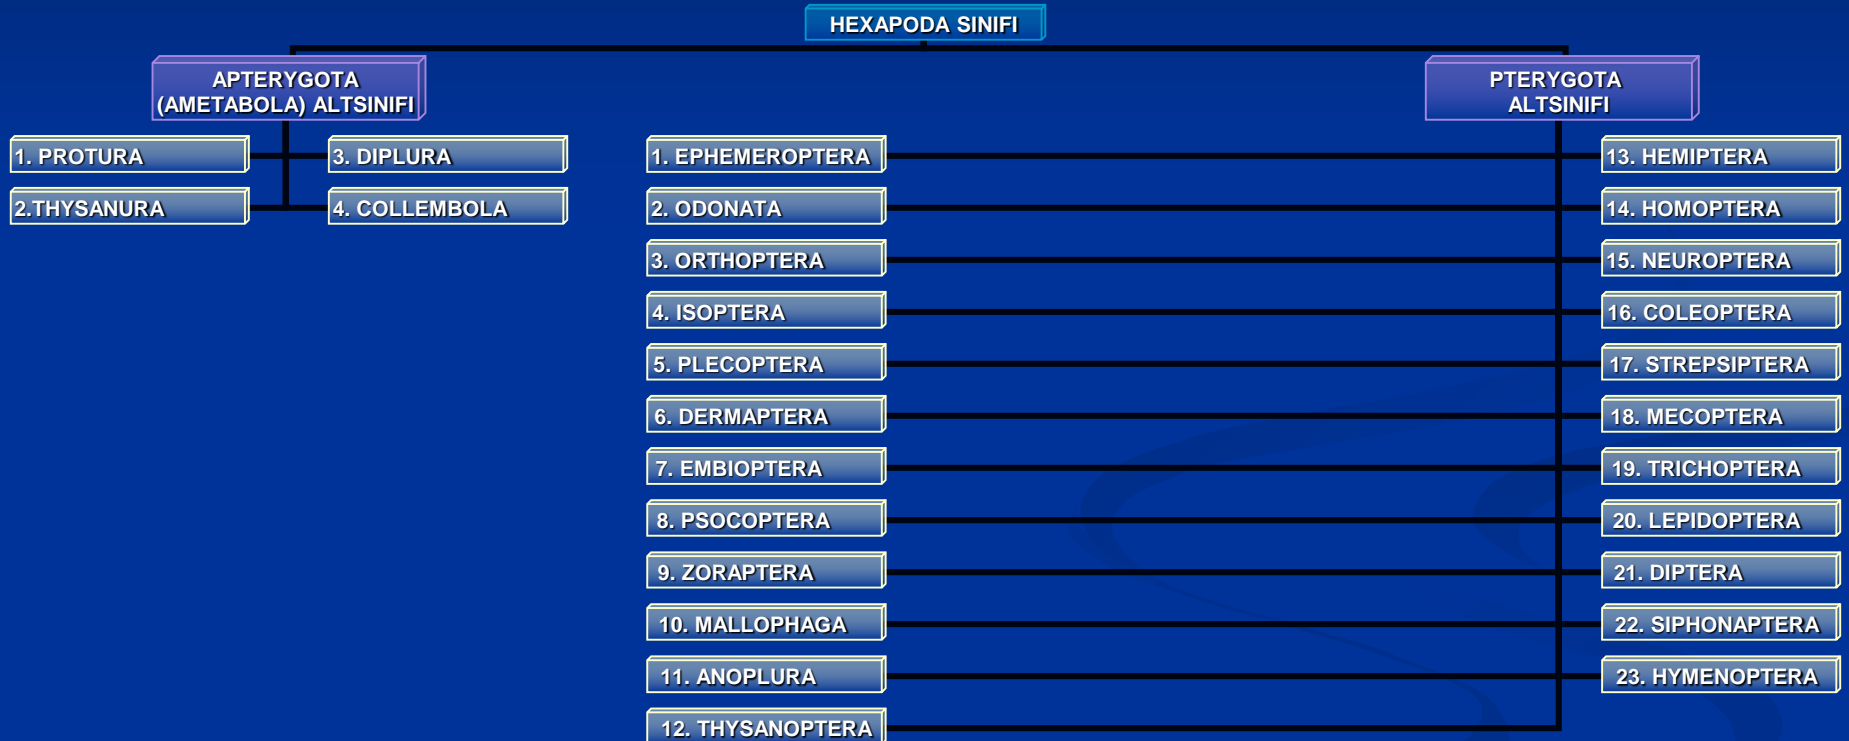 HEXAPODA SINIFI
APTERYGOTA
(AMETABOLA) ALTSINIFI
1. PROTURA
2.THYSANURA
3. DIPLURA
4. COLLEMBOLA
PTERYGOTA
ALTSINIFI
1. EPHEMEROPTERA
2. ODONATA
3. ORTHOPTERA
4. ISOPTERA
5. PLECOPTERA
6. DERMAPTERA
7. EMBIOPTERA
8. PSOCOPTERA
9. ZORAPTERA
10. MALLOPHAGA
11. ANOPLURA
12. THYSANOPTERA
13. HEMIPTERA
14. HOMOPTERA
15. NEUROPTERA
16. COLEOPTERA
17. STREPSIPTERA
18. MECOPTERA
19. TRICHOPTERA
20. LEPIDOPTERA
21. DIPTERA
22. SIPHONAPTERA
23. HYMENOPTERA